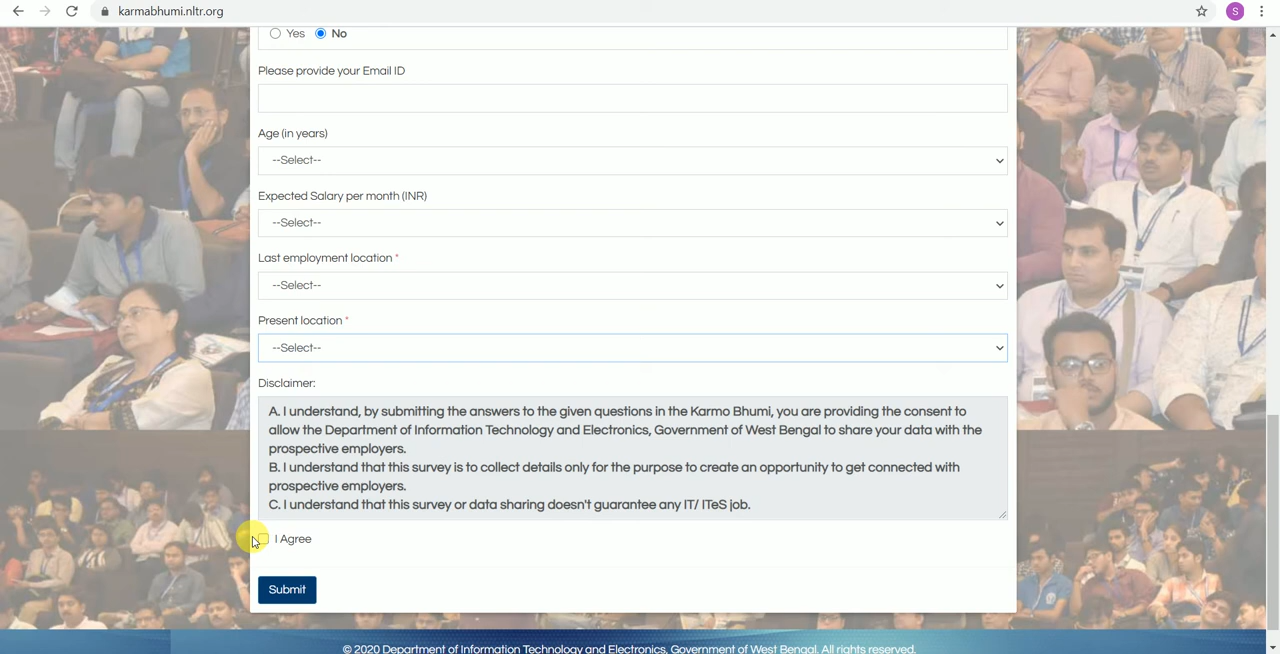 karmabhumi.nltr.org
S
Yes No
Please provide your Email ID
Age (in years)
--Select--
Expected Salary per month (INR)
--Select--
Last employment location *
--Select--
Present location *
--Select--
Disclaimer:
A. I understand, by submitting the answers to the given questions in the Karmo Bhumi, you are providing the consent to
allow the Department of Information Technology and Electronics, Government of West Bengal to share your data with the
prospective employers.
B. I understand that this survey is to collect details only for the purpose to create an opportunity to get connected with
prospective employers.
C. I understand that this survey or data sharing doesn't guarantee any IT/ ITeS job.
I Agree
Submit
© 2020 Department of Information Technology and Electronics, Government of West Bengal. All rights reserved.